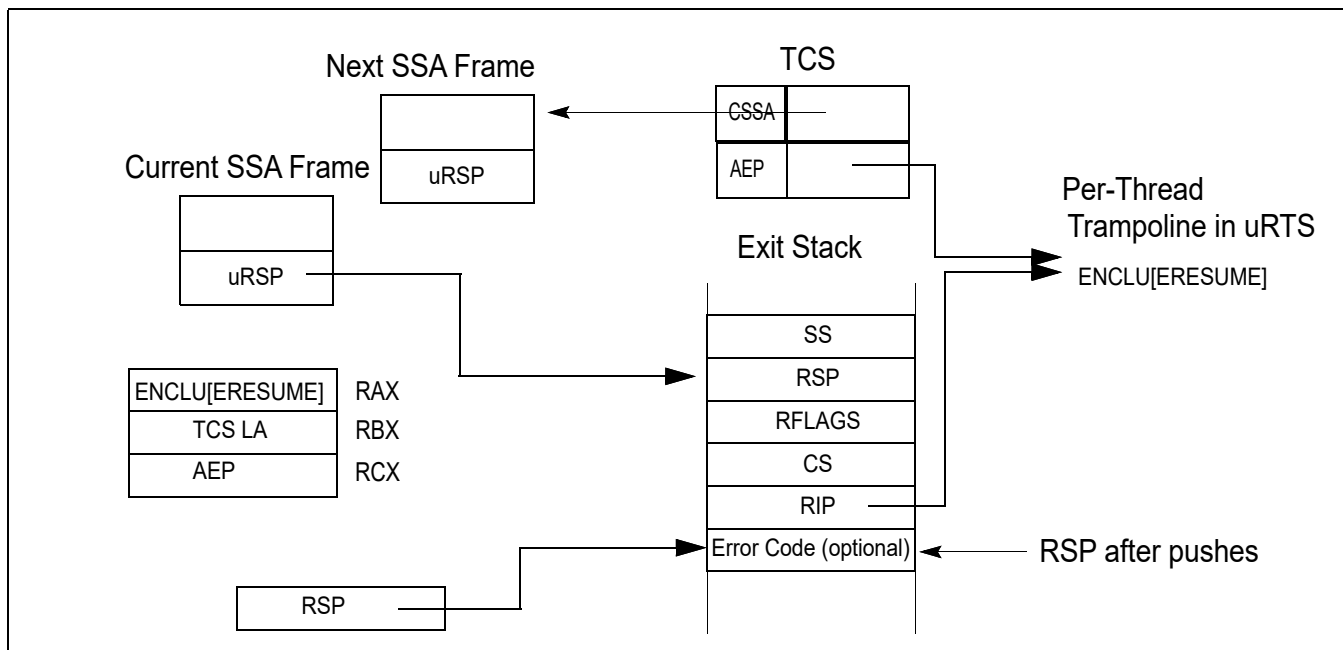 Next SSA Frame
TCS
CSSA
uRSP
AEP
Current SSA Frame
uRSP
Per-Thread
Trampoline in uRTS
ENCLU[ERESUME]
Exit Stack
SS
RSP
RFLAGS
CS
RIP
Error Code (optional)
RSP after pushes
ENCLU[ERESUME] RAX
TCS LA RBX
AEP RCX
RSP